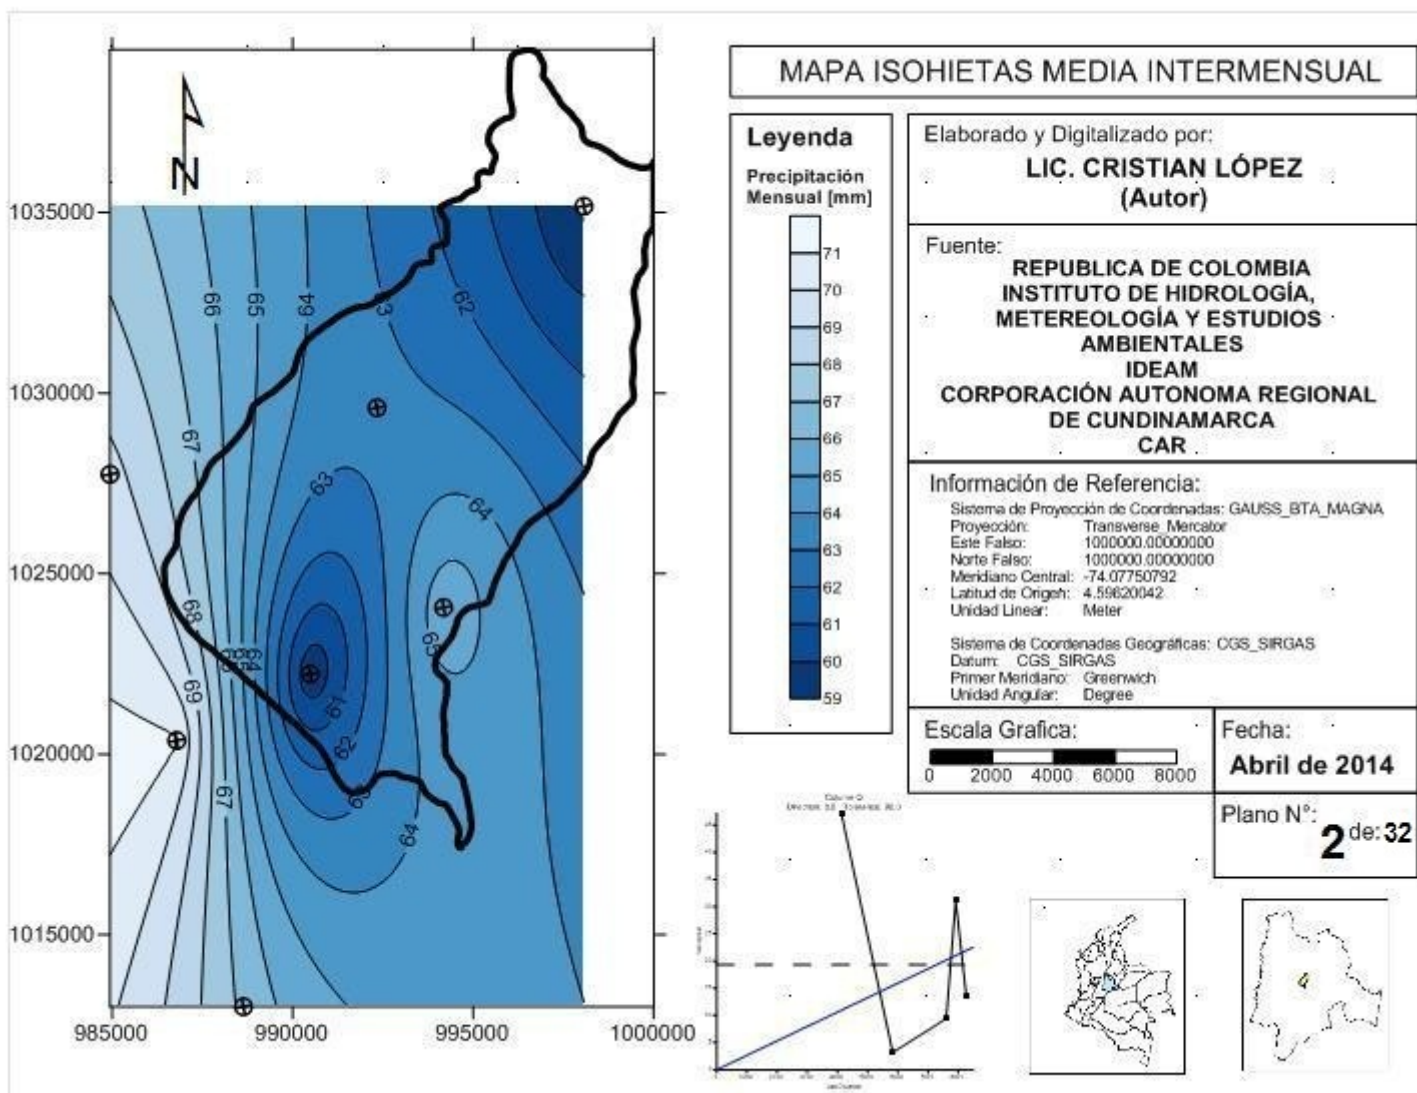 N
1035000
1030000
1025000
1020000
1015000
985000
990000
995000
1000000
66
65
64
63
62
67
63
64
68
65
69
61
62
63
67
64
MAPA ISOHIETAS MEDIA INTERMENSUAL
Leyenda
Precipitación
Mensual [mm]
71
70
69
68
67
66
65
64
63
62
61
60
59
Elaborado y Digitalizado por:
LIC. CRISTIAN LÓPEZ
(Autor)
Fuente:
REPUBLICA DE COLOMBIA
INSTITUTO DE HIDROLOGÍA,
METEREOLOGÍA Y ESTUDIOS
AMBIENTALES
IDEAM
CORPORACIÓN AUTONOMA REGIONAL
DE CUNDINAMARCA
CAR
Información de Referencia:
Sistema de Proyección de Coordenadas: GAUSS_BTA_MAGNA
Proyección: Transverse_Mercator
Este Falso: 1000000.00000000
Norte Falso: 1000000.00000000
Meridiano Central: -74.07750792
Latitud de Origen: 4.59620042
Unidad Linear: Meter
Sistema de Coordenadas Geográficas: CGS_SIRGAS
Datum: CGS_SIRGAS
Primer Meridiano: Greenwich
Unidad Angular: Degree
Escala Grafica:
0 2000 4000 6000 8000
Fecha:
Abril de 2014
Plano N°:
2 de: 32